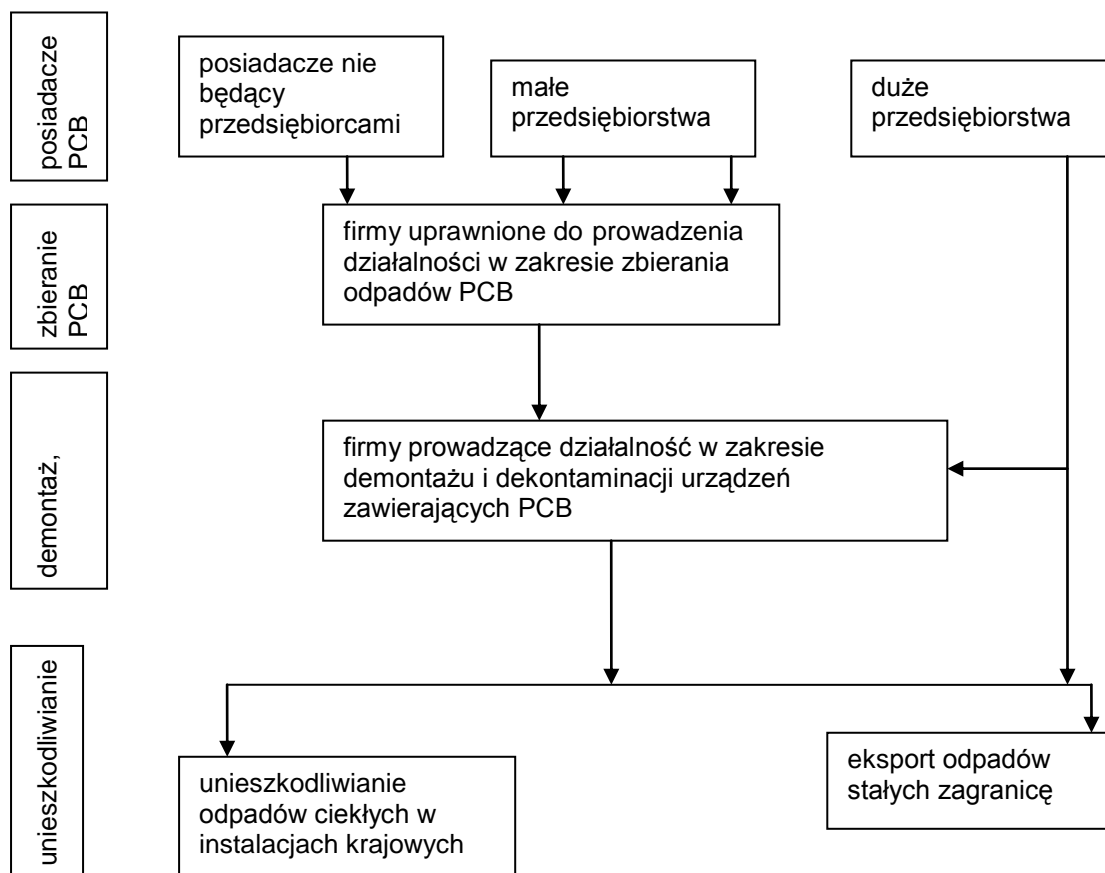 posiadacze
PCB
posiadacze nie
będący
przedsiębiorcami
małe
przedsiębiorstwa
duże
przedsiębiorstwa
zbieranie
PCB
firmy uprawnione do prowadzenia
działalności w zakresie zbierania
odpadów PCB
demontaż,
firmy prowadzące działalność w zakresie
demontażu i dekontaminacji urządzeń
zawierających PCB
unieszkodliwianie
unieszkodliwianie
odpadów ciekłych w
instalacjach krajowych
eksport odpadów
stałych zagranicę